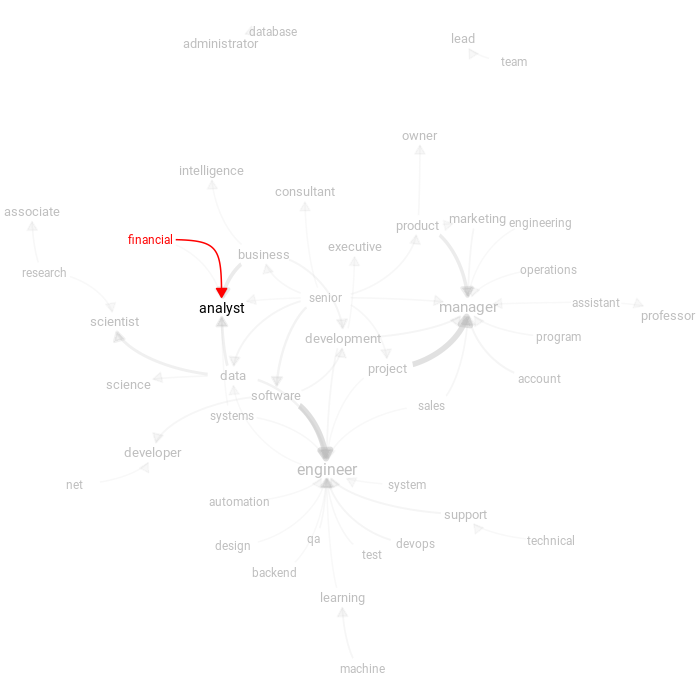 database
administrator
lead
team
owner
intelligence
consultant
associate
product
marketing
engineering
financial
executive
business
research
operations
senior
analyst
manager
assistant
professor
scientist
development
program
project
data
account
science
software
sales
systems
developer
engineer
net
system
automation
support
qa
technical
design
devops
test
backend
learning
machine